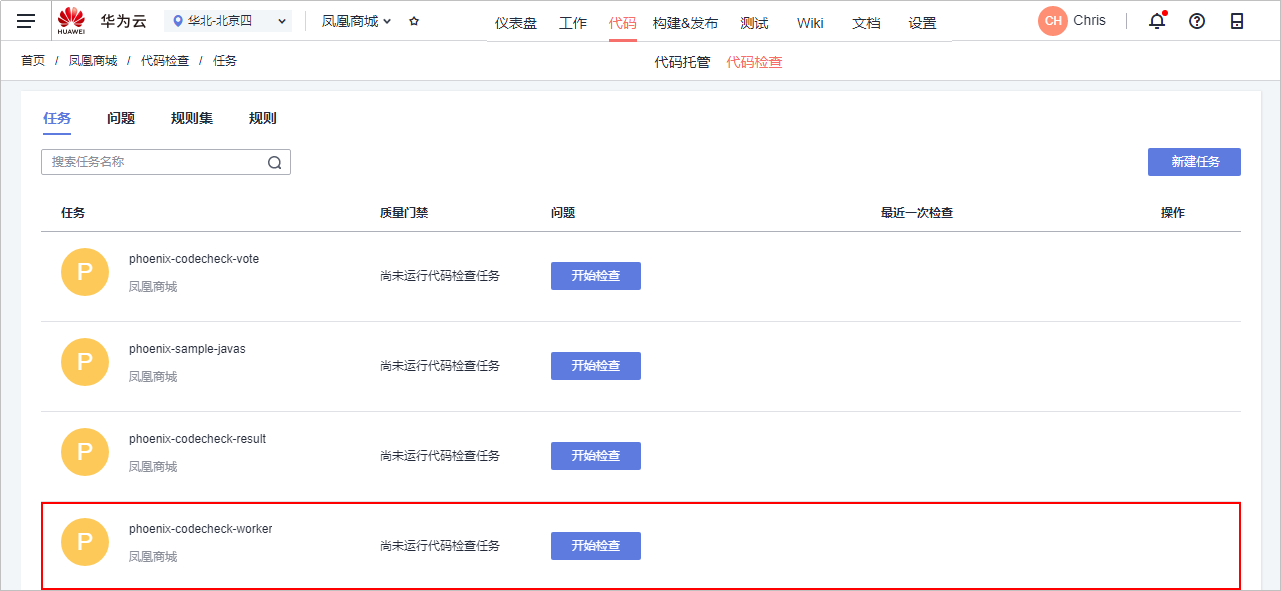 HUAWEI 华为云 华北-北京四 凤凰商城 仪表盘 工作 代码 构建&发布 测试 Wiki 文档 设置 CH Chris
首页 / 凤凰商城 / 代码检查 / 任务 代码托管 代码检查
任务 问题 规则集 规则
搜索任务名称 新建任务
任务 质量门禁 问题 最近一次检查 操作
P phoenix-codecheck-vote
凤凰商城 尚未运行代码检查任务 开始检查
P phoenix-sample-javas
凤凰商城 尚未运行代码检查任务 开始检查
P phoenix-codecheck-result
凤凰商城 尚未运行代码检查任务 开始检查
P phoenix-codecheck-worker
凤凰商城 尚未运行代码检查任务 开始检查